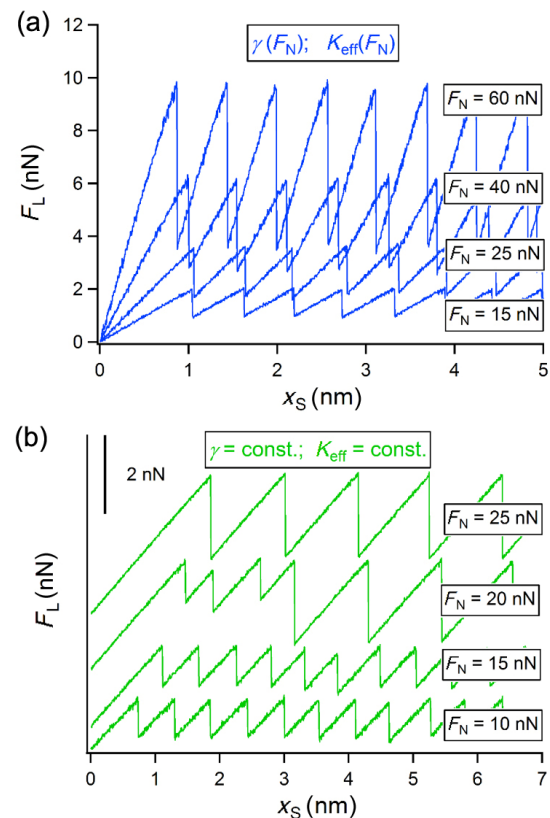 (a)
γ(F_N); K_eff(F_N)
12
10
8
6
4
2
0
F_L (nN)
F_N = 60 nN
F_N = 40 nN
F_N = 25 nN
F_N = 15 nN
0 1 2 3 4 5
x_S (nm)
(b)
γ = const.; K_eff = const.
2 nN
F_L (nN)
F_N = 25 nN
F_N = 20 nN
F_N = 15 nN
F_N = 10 nN
0 1 2 3 4 5 6 7
x_S (nm)